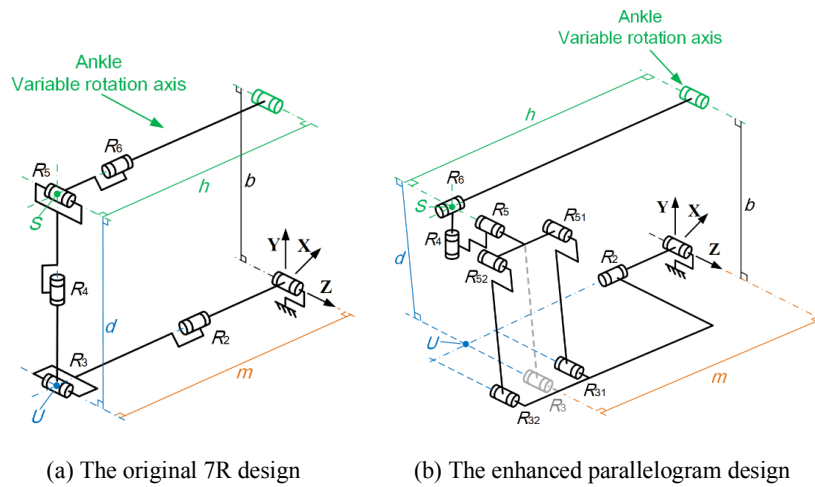 Ankle
Variable rotation axis
R6
R5
S
h
b
R4
d
Y
X
Z
R3
R2
U
m
(a) The original 7R design
Ankle
Variable rotation axis
h
R6
S
R5
R51
R4
R52
R2
Y
X
Z
b
d
U
R3
R31
R32
m
(b) The enhanced parallelogram design